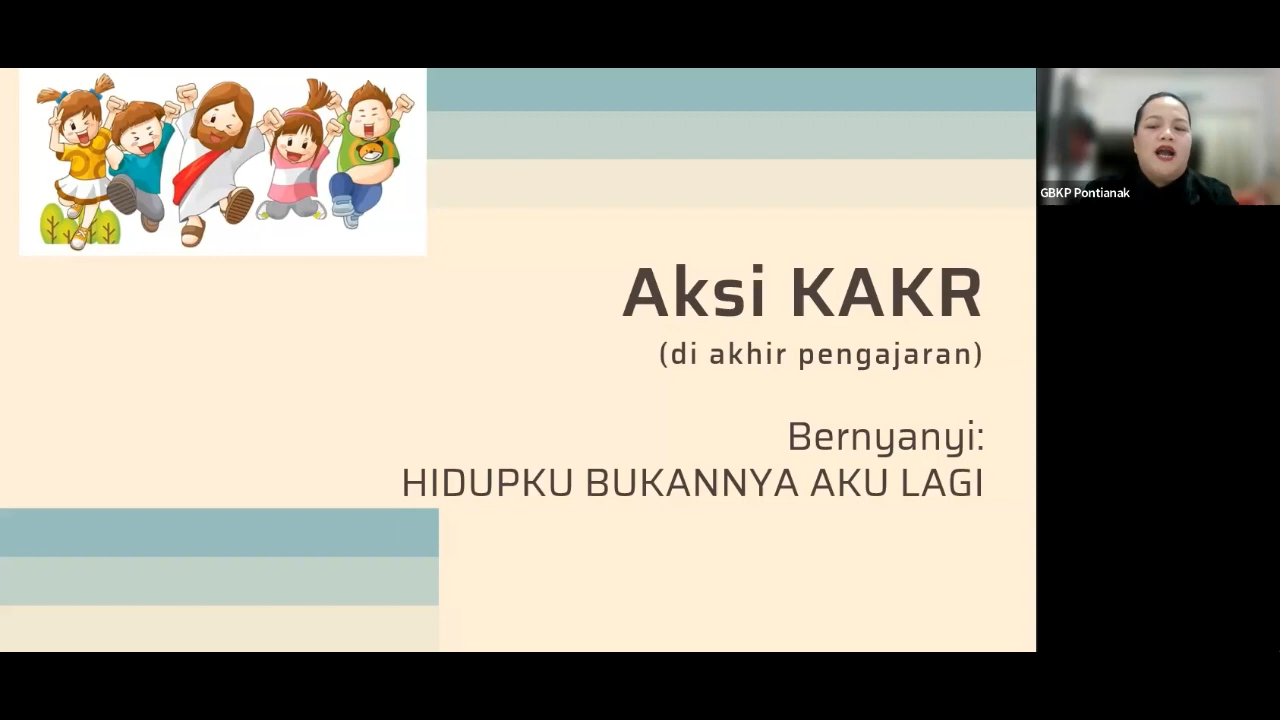 Aksi KAKR
(di akhir pengajaran)
Bernyanyi:
HIDUPKU BUKANNYA AKU LAGI
GBKP Pontianak